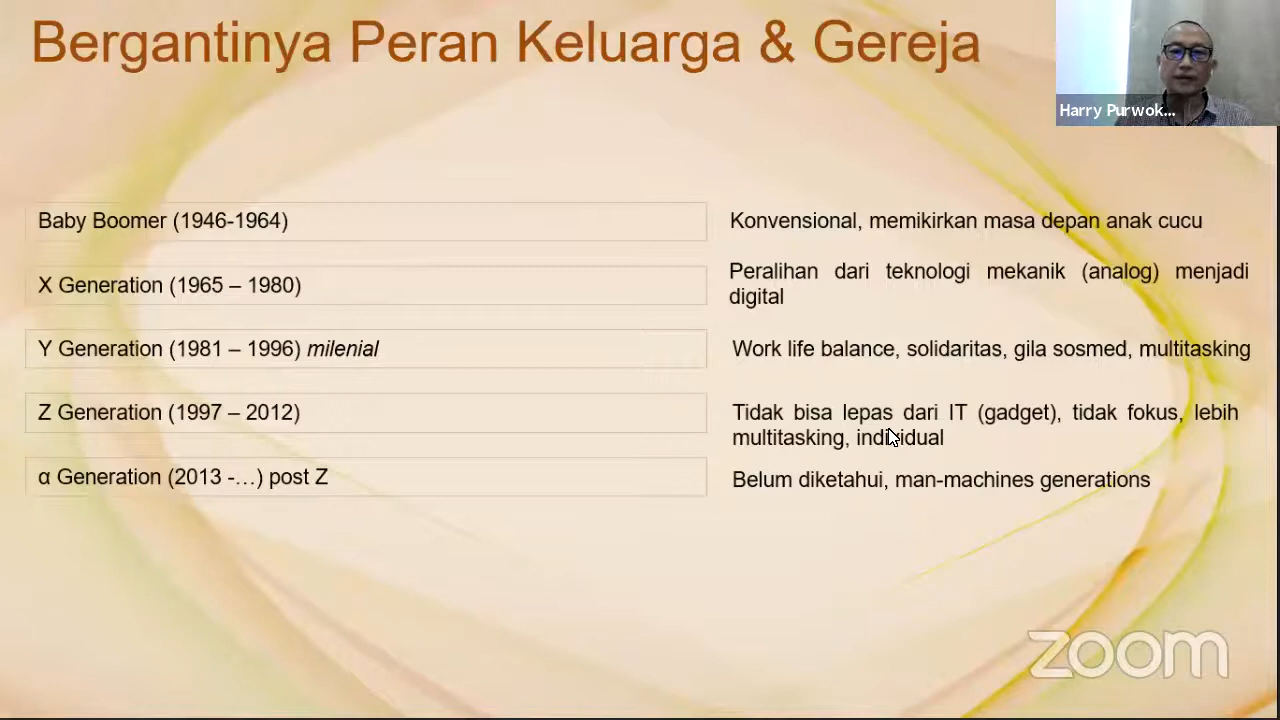 Bergantinya Peran Keluarga & Gereja
Harry Purwok...
Baby Boomer (1946-1964)
Konvensional, memikirkan masa depan anak cucu
X Generation (1965 – 1980)
Peralihan dari teknologi mekanik (analog) menjadi
digital
Y Generation (1981 – 1996) milenial
Work life balance, solidaritas, gila sosmed, multitasking
Z Generation (1997 – 2012)
Tidak bisa lepas dari IT (gadget), tidak fokus, lebih
multitasking, individual
α Generation (2013 -…) post Z
Belum diketahui, man-machines generations
zoom